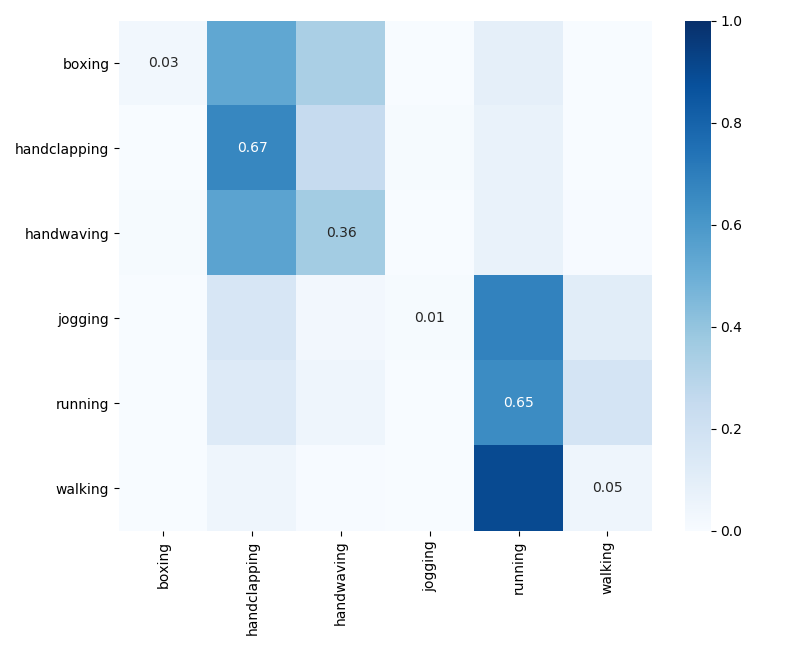 1.0
boxing 0.03
0.8
handclapping 0.67
0.6
handwaving 0.36
0.4
jogging 0.01
0.2
running 0.65
walking 0.05
0.0
boxing
handclapping
handwaving
jogging
running
walking